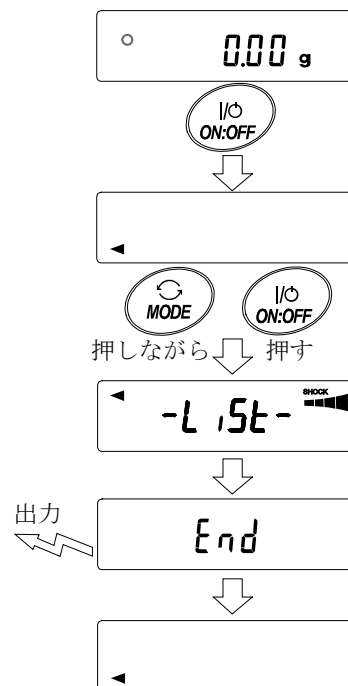 0.00 g
I/⏻
ON:OFF
MODE I/⏻
ON:OFF
押しながら 押す
SHOCK
-LiSt-
出力
End